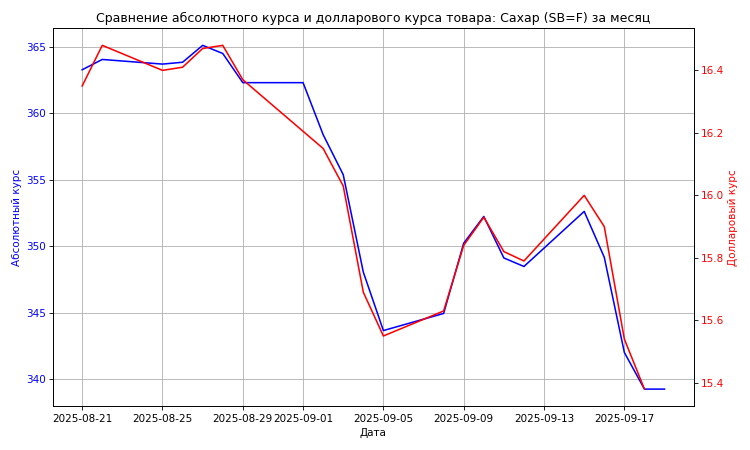 Сравнение абсолютного курса и долларового курса товара: Сахар (SB=F) за месяц
Абсолютный курс
365
360
355
350
345
340
16.4
16.2
16.0
15.8
15.6
15.4
Долларовый курс
2025-08-21 2025-08-25 2025-08-29 2025-09-01 2025-09-05 2025-09-09 2025-09-13 2025-09-17
Дата